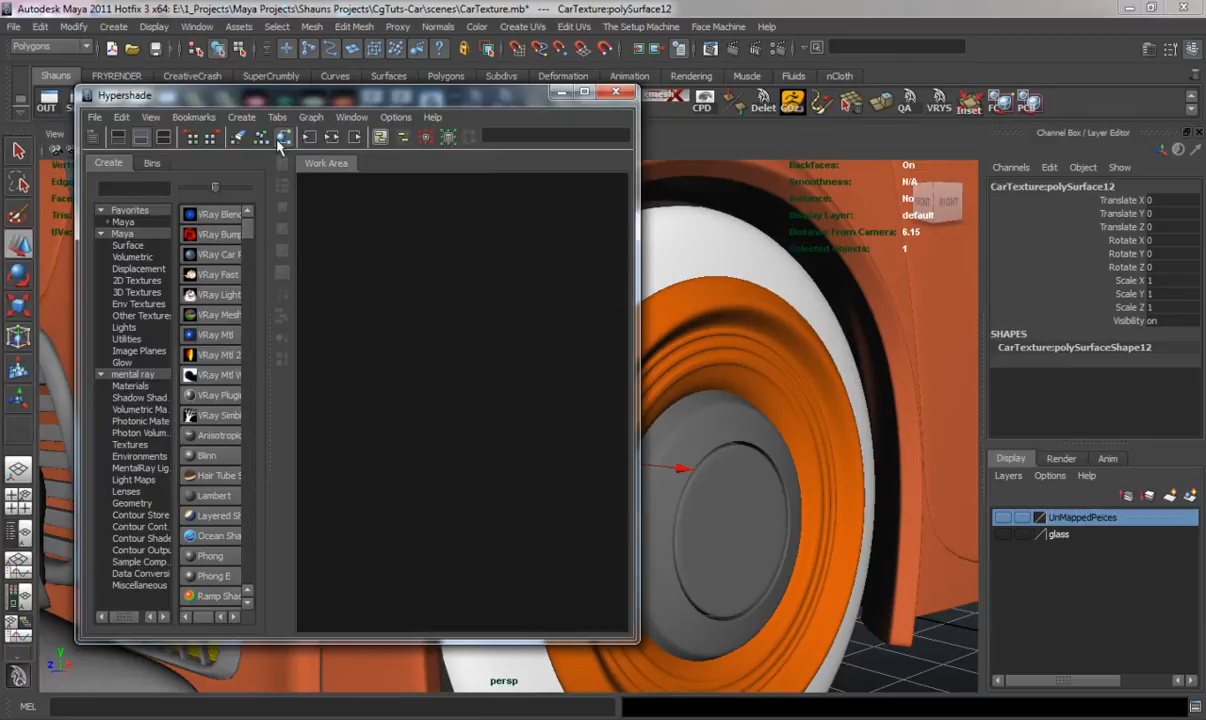 Autodesk Maya 2011 Hotfix 3 x64: E:\1_Projects\Maya Projects\Shauns Projects\CgTuts-Car\scenes\CarTexture.mb* --- CarTexture:polySurface12
File Edit Modify Create Display Window Assets Select Mesh Edit Mesh Proxy Normals Color Create UVs Edit UVs The Setup Machine Face Machine Help
Polygons
Shauns FRYRENDER CreativeCrash SuperCrumbly Curves Surfaces Polygons Subdivs Deformation Animation Rendering Muscle Fluids nCloth
OUT CPD Delet GOZ QA VRYS Inset FC PCB
Hypershade
File Edit View Bookmarks Create Tabs Graph Window Options Help
Create Bins
Work Area
Favorites
Maya
Maya
Surface
Volumetric
Displacement
2D Textures
3D Textures
Env Textures
Other Textures
Lights
Utilities
Image Planes
Glow
mental ray
Materials
Shadow Shad
Volumetric Ma
Photonic Mate
Photon Volum
Textures
Environments
MentalRay Lig
Light Maps
Lenses
Geometry
Contour Store
Contour Cont
Contour Shade
Contour Outpu
Sample Comp
Data Conversi
Miscellaneous
VRay Blend
VRay Bump
VRay Car P
VRay Fast
VRay Light
VRay Mesh
VRay Mtl
VRay Mtl 2
VRay Mtl W
VRay Plugi
VRay Simbi
Anisotropic
Blinn
Hair Tube S
Lambert
Layered Sh
Ocean Sha
Phong
Phong E
Ramp Shad
View
Backfaces: On
Smoothness: N/A
Distance: No
Display Layer: default
Distance From Camera: 6.15
Selected Objects: 1
FRONT RIGHT
persp
y
z
Channel Box / Layer Editor
Channels Edit Object Show
CarTexture:polySurface12
Translate X 0
Translate Y 0
Translate Z 0
Rotate X 0
Rotate Y 0
Rotate Z 0
Scale X 1
Scale Y 1
Scale Z 1
Visibility on
SHAPES
CarTexture:polySurfaceShape12
Display Render Anim
Layers Options Help
UnMappedPeices
glass
MEL